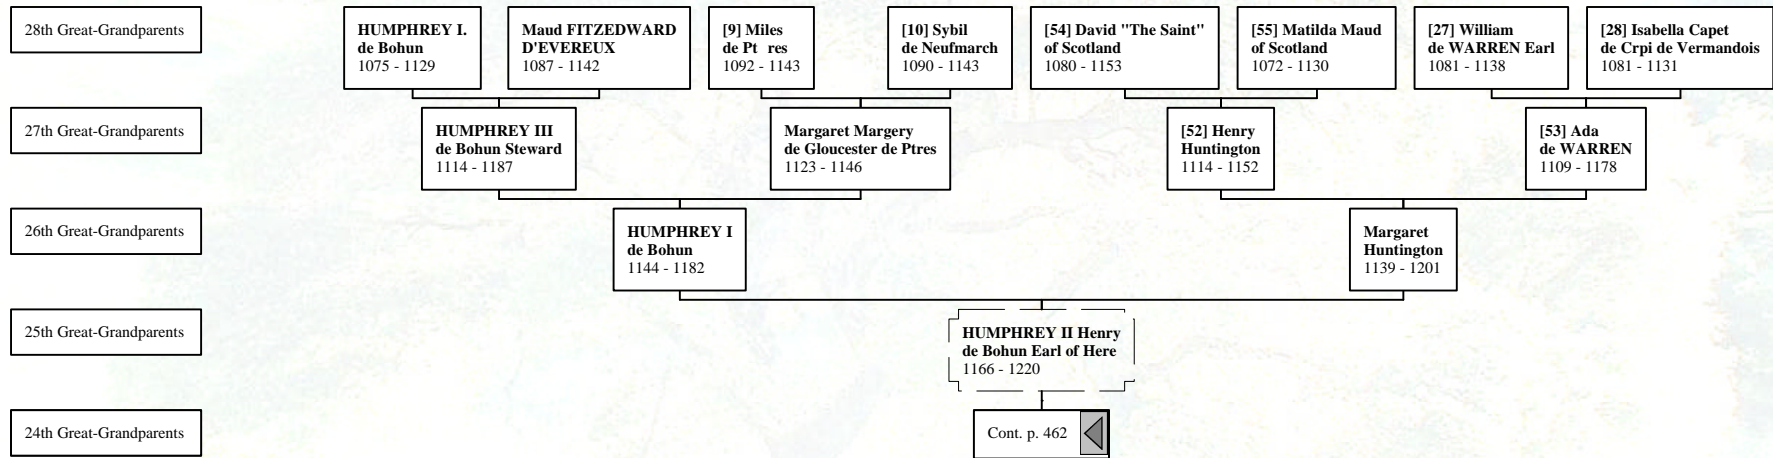 28th Great-Grandparents
HUMPHREY I.
de Bohun
1075 - 1129
Maud FITZEDWARD
D'EVEREUX
1087 - 1142
[9] Miles
de Pt res
1092 - 1143
[10] Sybil
de Neufmarch
1090 - 1143
[54] David "The Saint"
of Scotland
1080 - 1153
[55] Matilda Maud
of Scotland
1072 - 1130
[27] William
de WARREN Earl
1081 - 1138
[28] Isabella Capet
de Crpi de Vermandois
1081 - 1131
27th Great-Grandparents
HUMPHREY III
de Bohun Steward
1114 - 1187
Margaret Margery
de Gloucester de Ptres
1123 - 1146
[52] Henry
Huntington
1114 - 1152
[53] Ada
de WARREN
1109 - 1178
26th Great-Grandparents
HUMPHREY I
de Bohun
1144 - 1182
Margaret
Huntington
1139 - 1201
25th Great-Grandparents
HUMPHREY II Henry
de Bohun Earl of Here
1166 - 1220
24th Great-Grandparents
Cont. p. 462